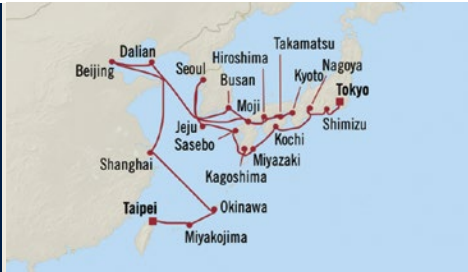 Dalian
Takamatsu
Hiroshima
Nagoya
Beijing
Seoul
Busan
Kyoto
Tokyo
Moji
Jeju
Shimizu
Sasebo
Kochi
Shanghai
Miyazaki
Kagoshima
Taipei
Okinawa
Miyakojima